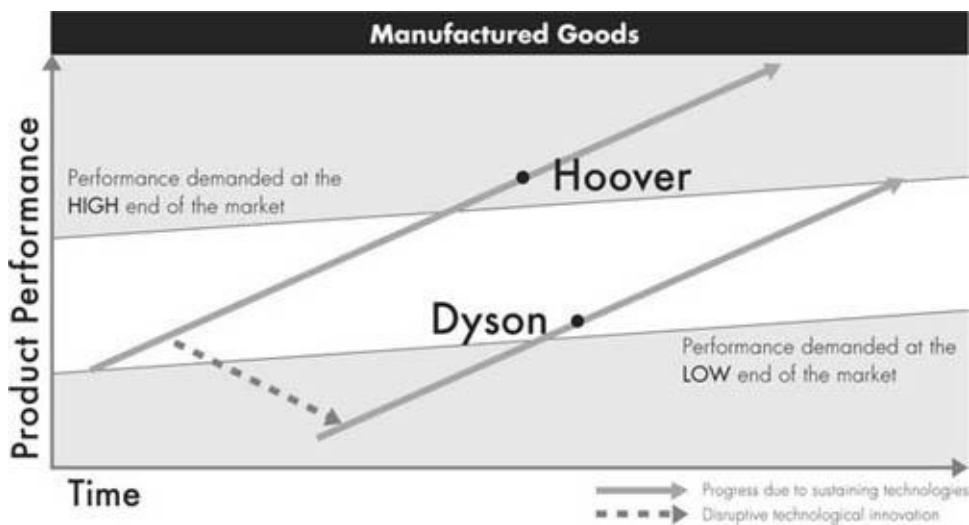 Manufactured Goods
Product Performance
Performance demanded at the
HIGH end of the market
Hoover
Dyson
Performance demanded at the
LOW end of the market
Time
Progress due to sustaining technologies
Disruptive technological innovation